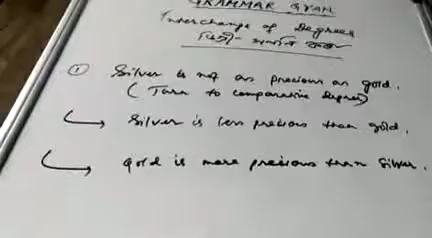 GRAMMAR GYAN
Interchange of Degrees
ডিগ্রী
① Silver is not as precious as gold.
(Turn to comparative degree)
Silver is less precious than gold.
gold is more precious than silver.